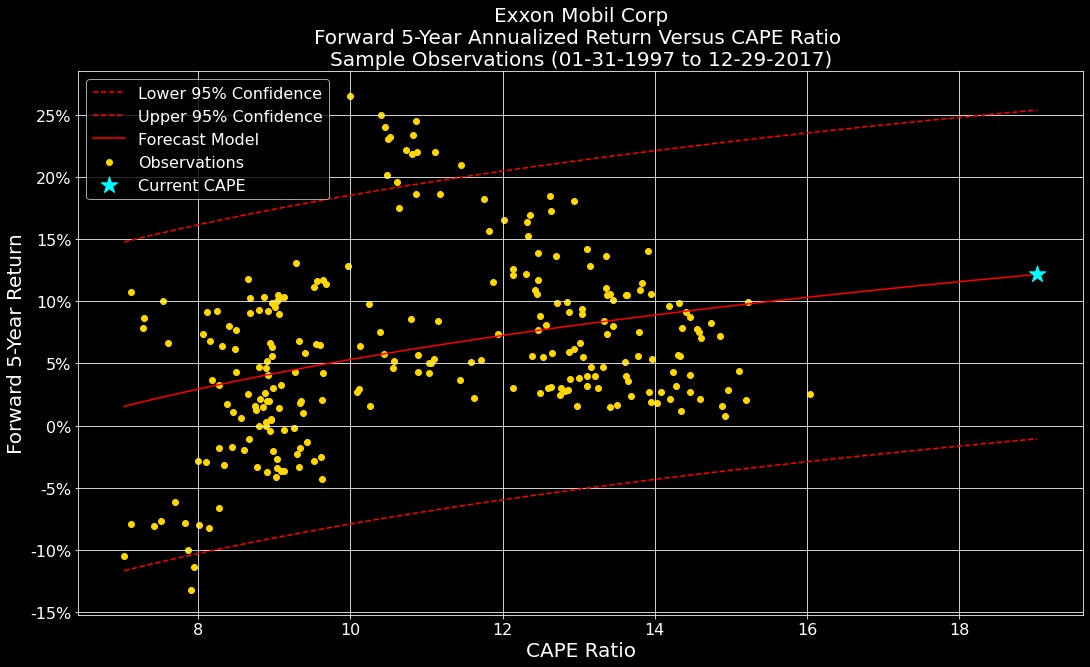 Exxon Mobil Corp
Forward 5-Year Annualized Return Versus CAPE Ratio
Sample Observations (01-31-1997 to 12-29-2017)
Lower 95% Confidence
Upper 95% Confidence
Forecast Model
Observations
Current CAPE
Forward 5-Year Return
25%
20%
15%
10%
5%
0%
-5%
-10%
-15%
8 10 12 14 16 18
CAPE Ratio